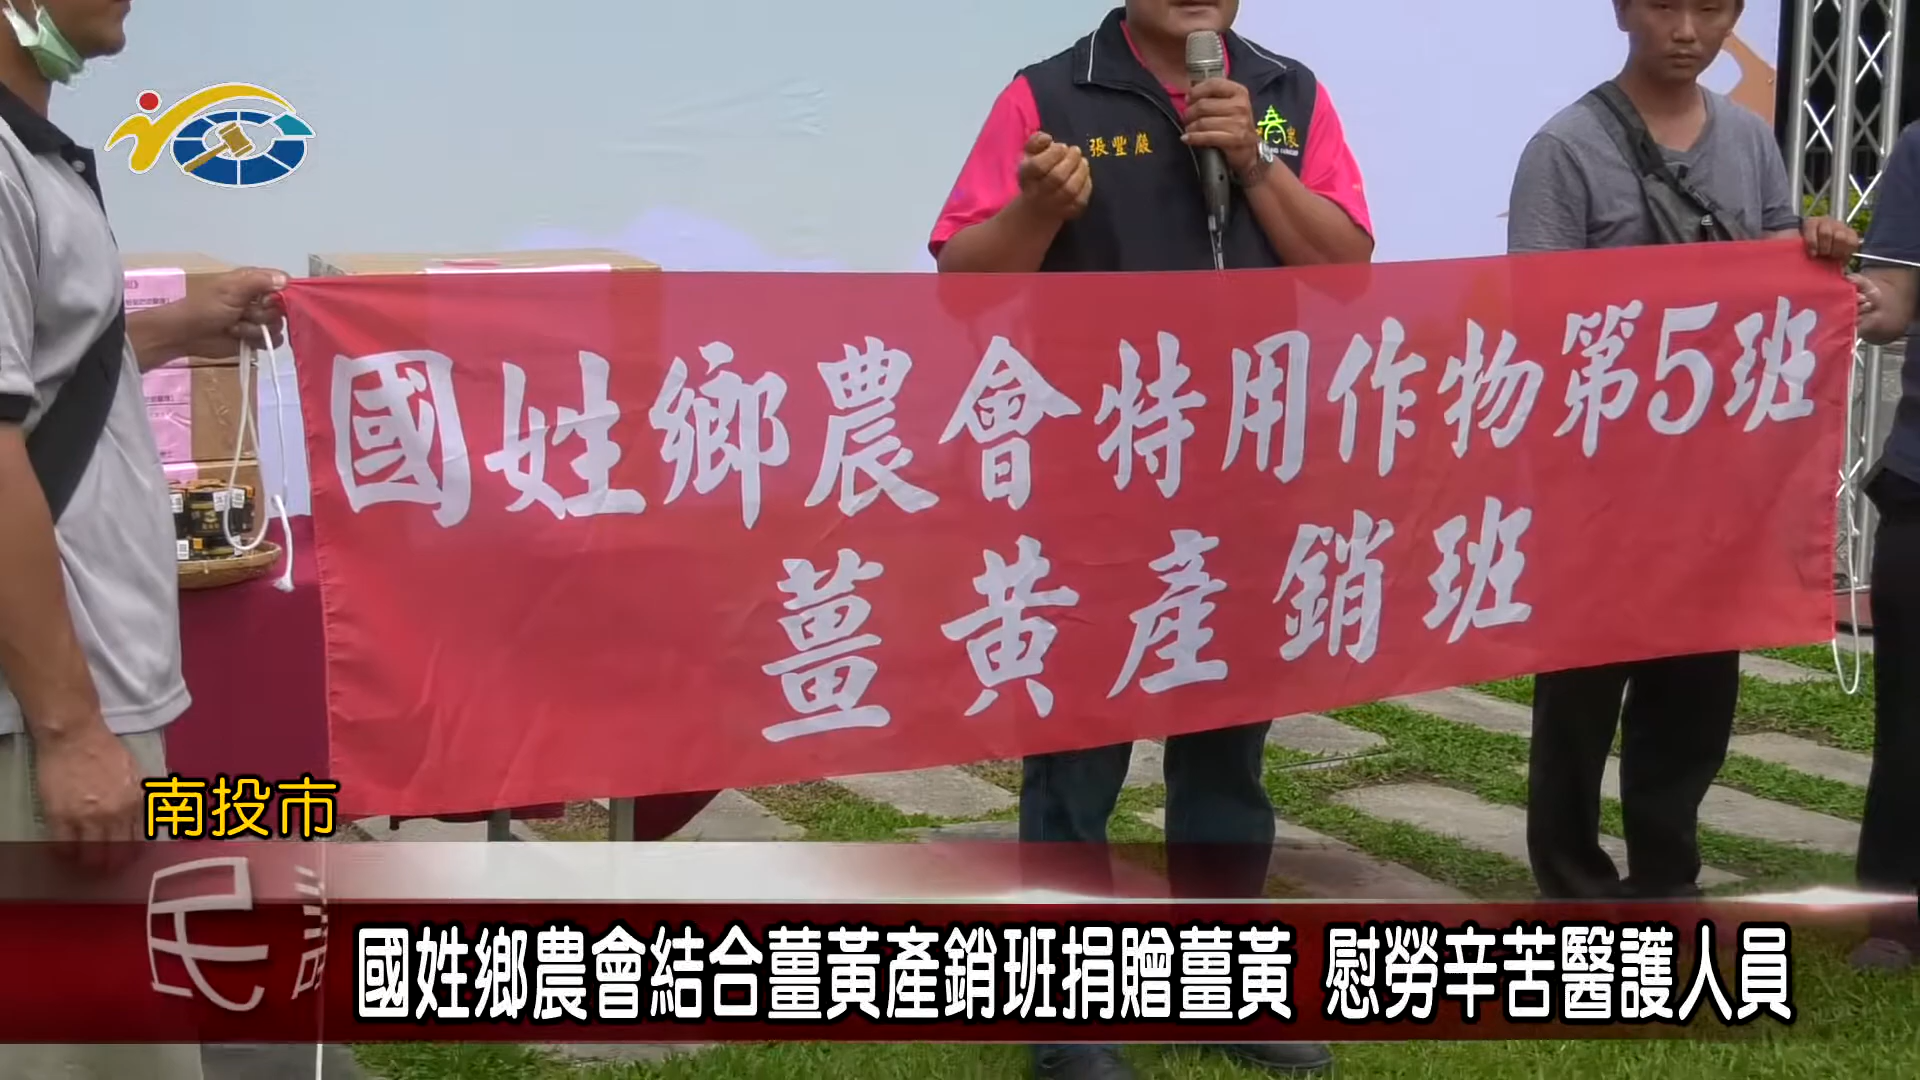 張豐巖
國姓鄉農會特用作物第5班
薑黃產銷班
南投市
民
國姓鄉農會結合薑黃產銷班捐贈薑黃 慰勞辛苦醫護人員